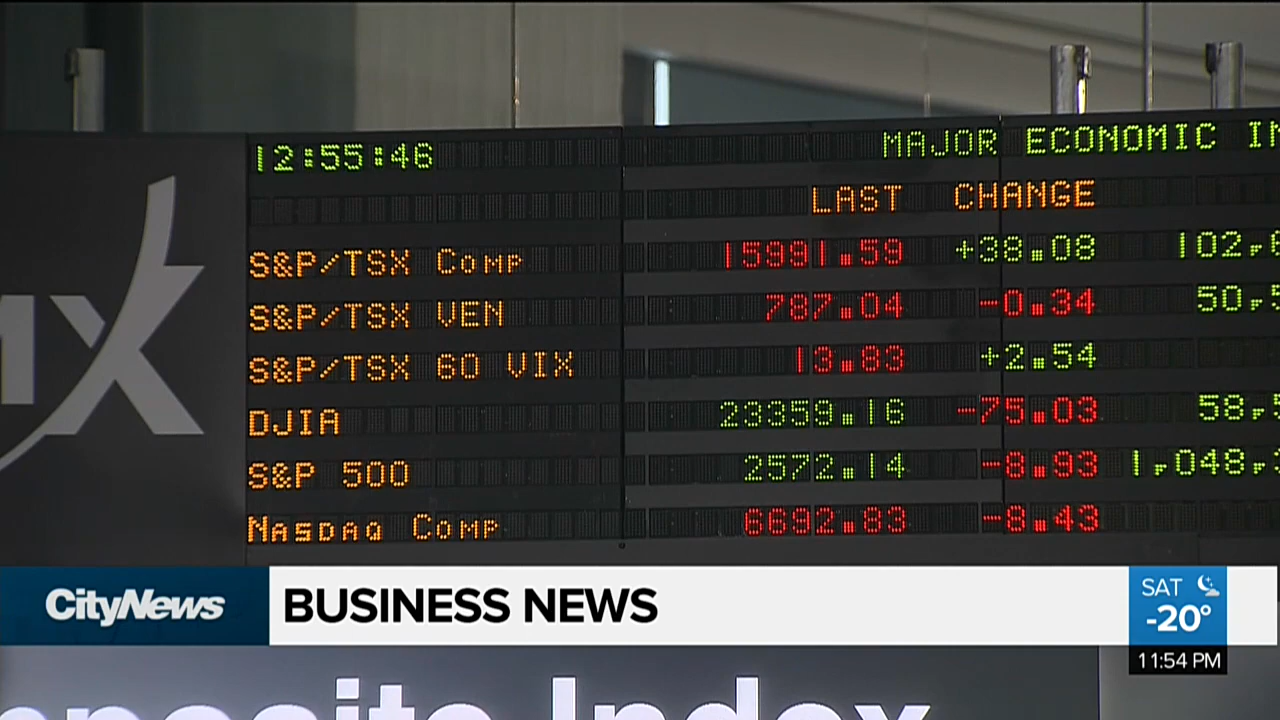 12:55:46 MAJOR ECONOMIC
LAST CHANGE
S&P/TSX Comp 15991.59 +38.08
S&P/TSX VEN 787.04 -0.34
S&P/TSX 60 VIX 13.83 +2.54
DJIA 23359.16 -75.03
S&P 500 2572.14 -8.93
Nasdaq Comp 6692.83 -8.43
CityNews BUSINESS NEWS
SAT
-20°
11:54 PM
Index